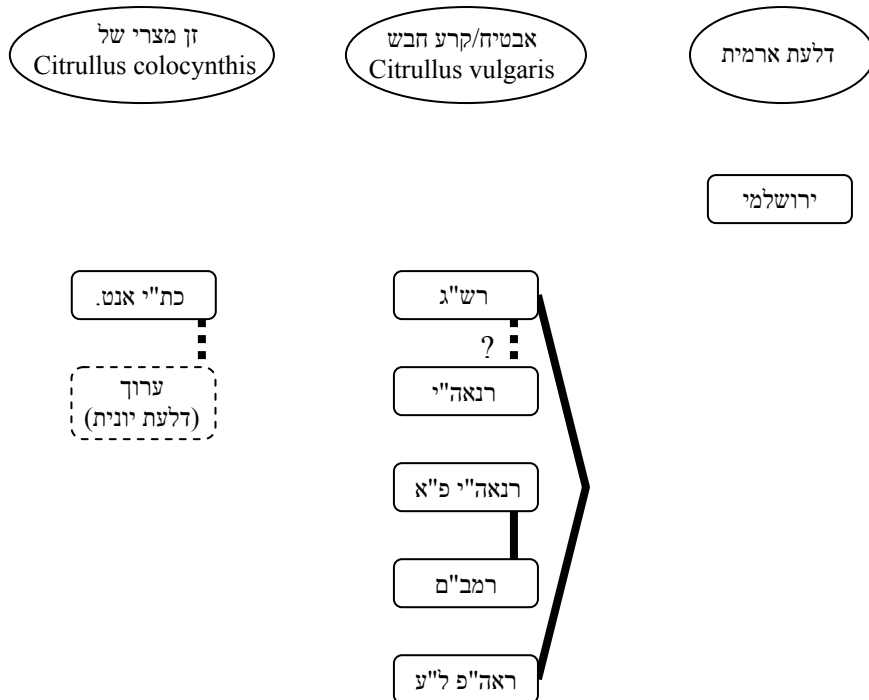 דלעת ארמית
אבטיח/קרע חבש
Citrullus vulgaris
זן מצרי של
Citrullus colocynthis
ירושלמי
רש"ג
כת"י אנט.
?
רנאה"י
ערוך
(דלעת יונית)
רנאה"י פ"א
רמב"ם
ראה"פ ל"ע